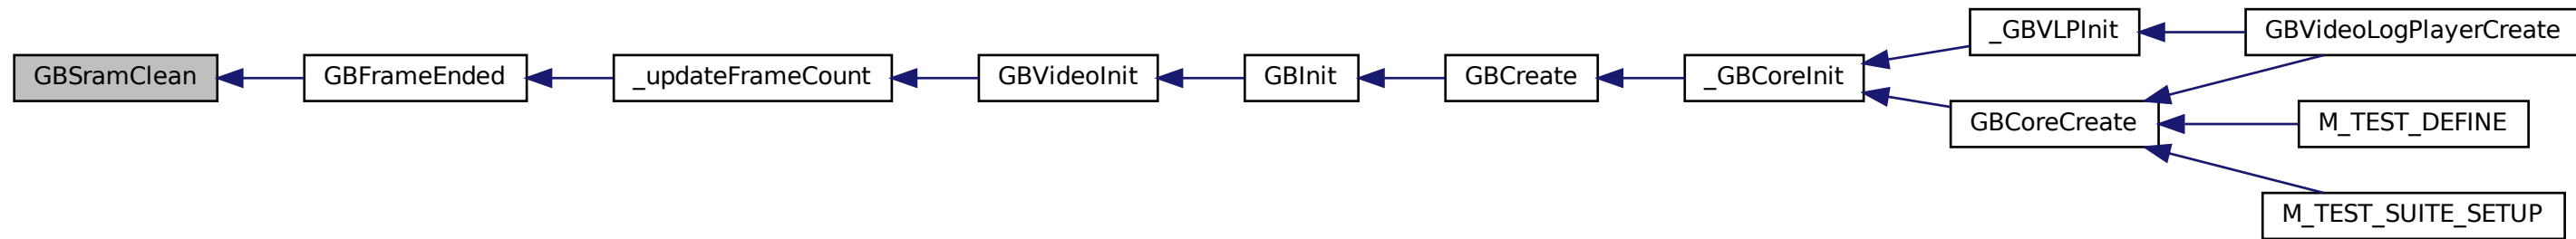 GBSramClean
GBFrameEnded
_updateFrameCount
GBVideoInit
GBInit
GBCreate
_GBCoreInit
_GBVLPInit
GBVideoLogPlayerCreate
GBCoreCreate
M_TEST_DEFINE
M_TEST_SUITE_SETUP